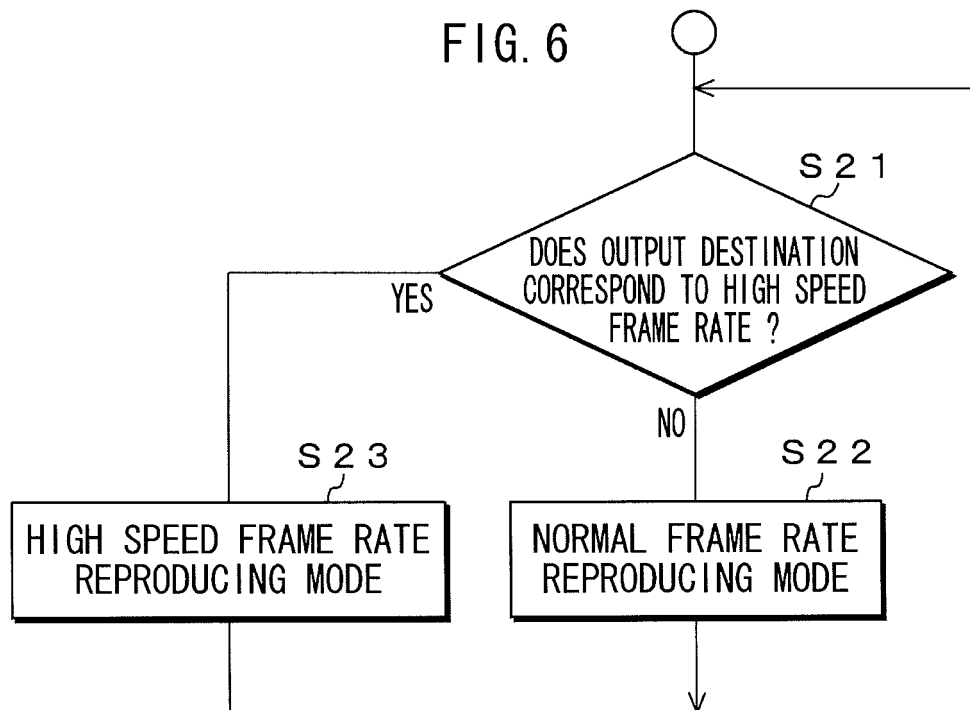 FIG. 6
S21
DOES OUTPUT DESTINATION
CORRESPOND TO HIGH SPEED
FRAME RATE ?
YES
NO
S23
S22
HIGH SPEED FRAME RATE
REPRODUCING MODE
NORMAL FRAME RATE
REPRODUCING MODE